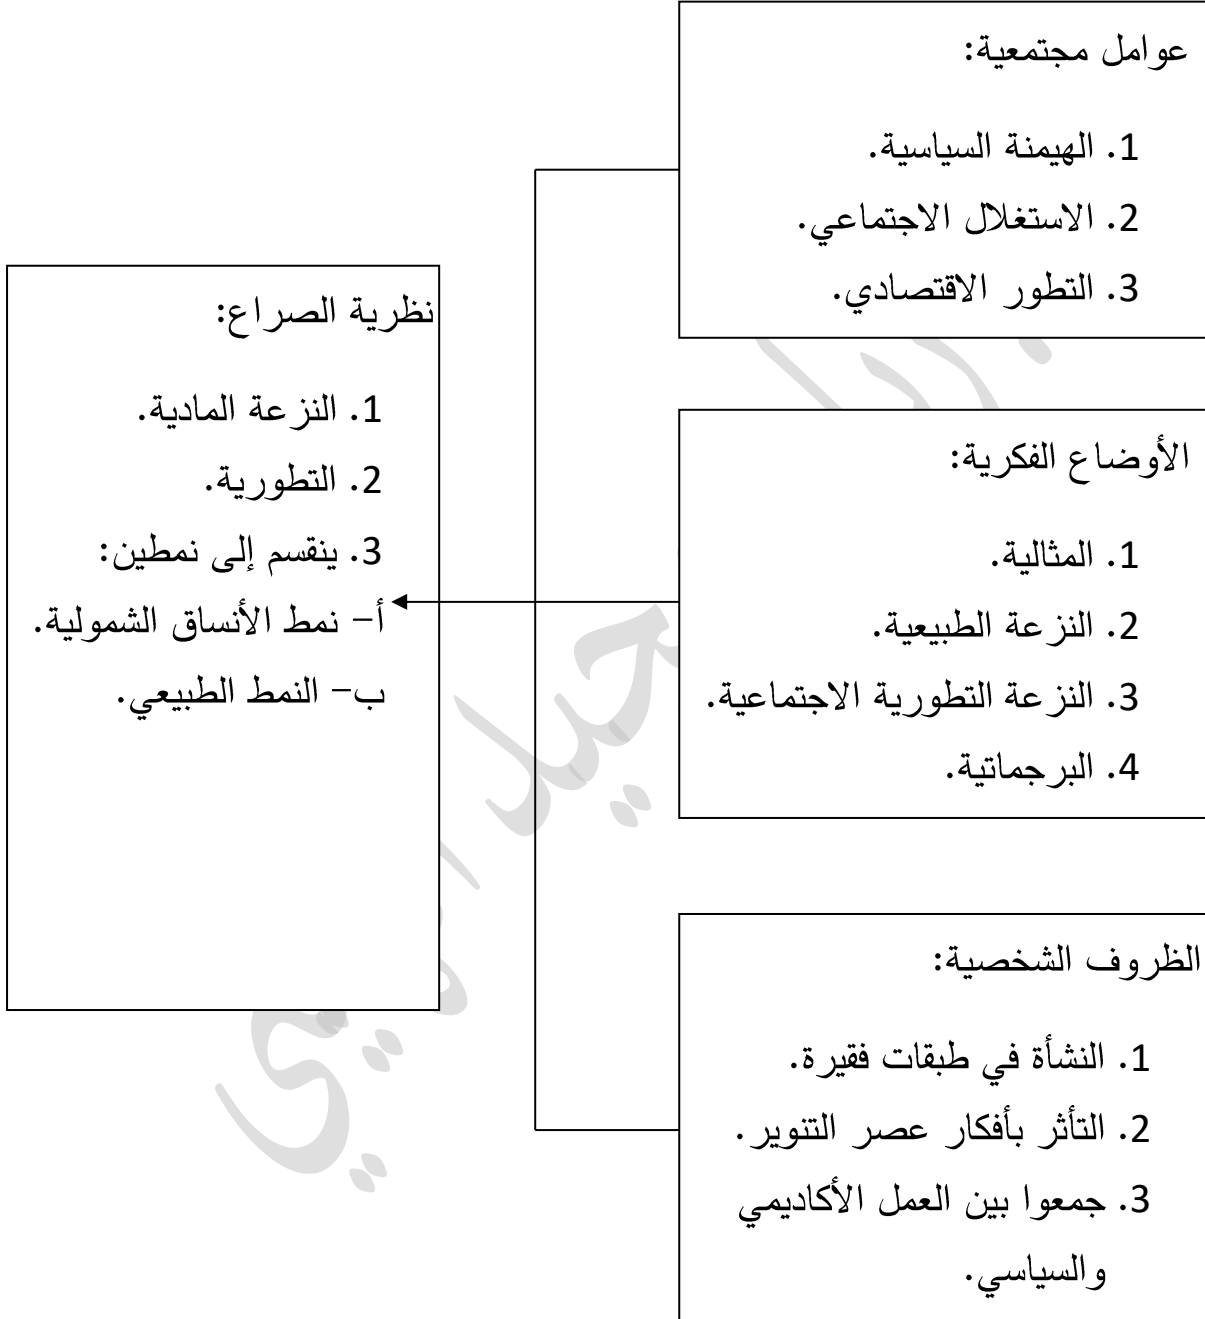 عوامل مجتمعية:
1. الهيمنة السياسية.
2. الاستغلال الاجتماعي.
3. التطور الاقتصادي.
الأوضاع الفكرية:
1. المثالية.
2. النزعة الطبيعية.
3. النزعة التطورية الاجتماعية.
4. البرجماتية.
الظروف الشخصية:
1. النشأة في طبقات فقيرة.
2. التأثر بأفكار عصر التنوير.
3. جمعوا بين العمل الأكاديمي
والسياسي.
نظرية الصراع:
1. النزعة المادية.
2. التطورية.
3. ينقسم إلى نمطين:
أ- نمط الأنساق الشمولية.
ب- النمط الطبيعي.